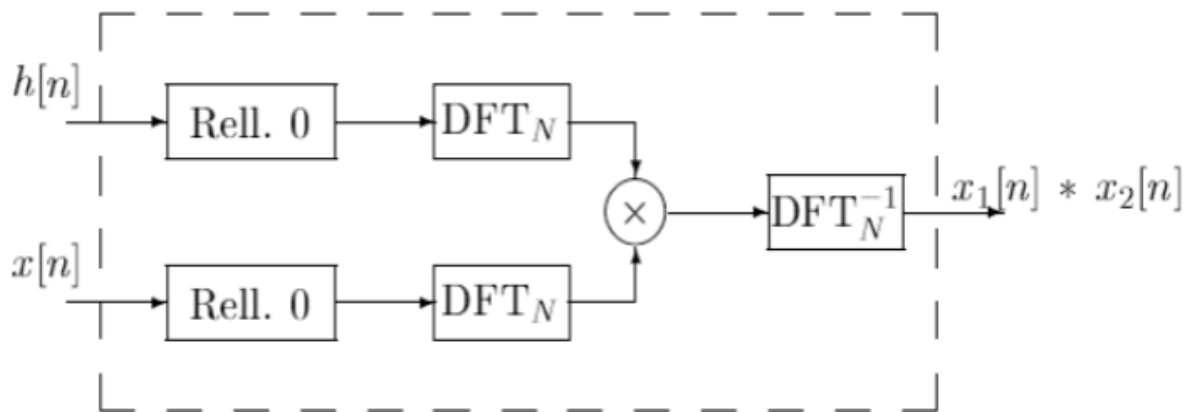 h[n]
Rell. 0
DFT_N
x_1[n] * x_2[n]
×
DFT_N^{-1}
x[n]
Rell. 0
DFT_N